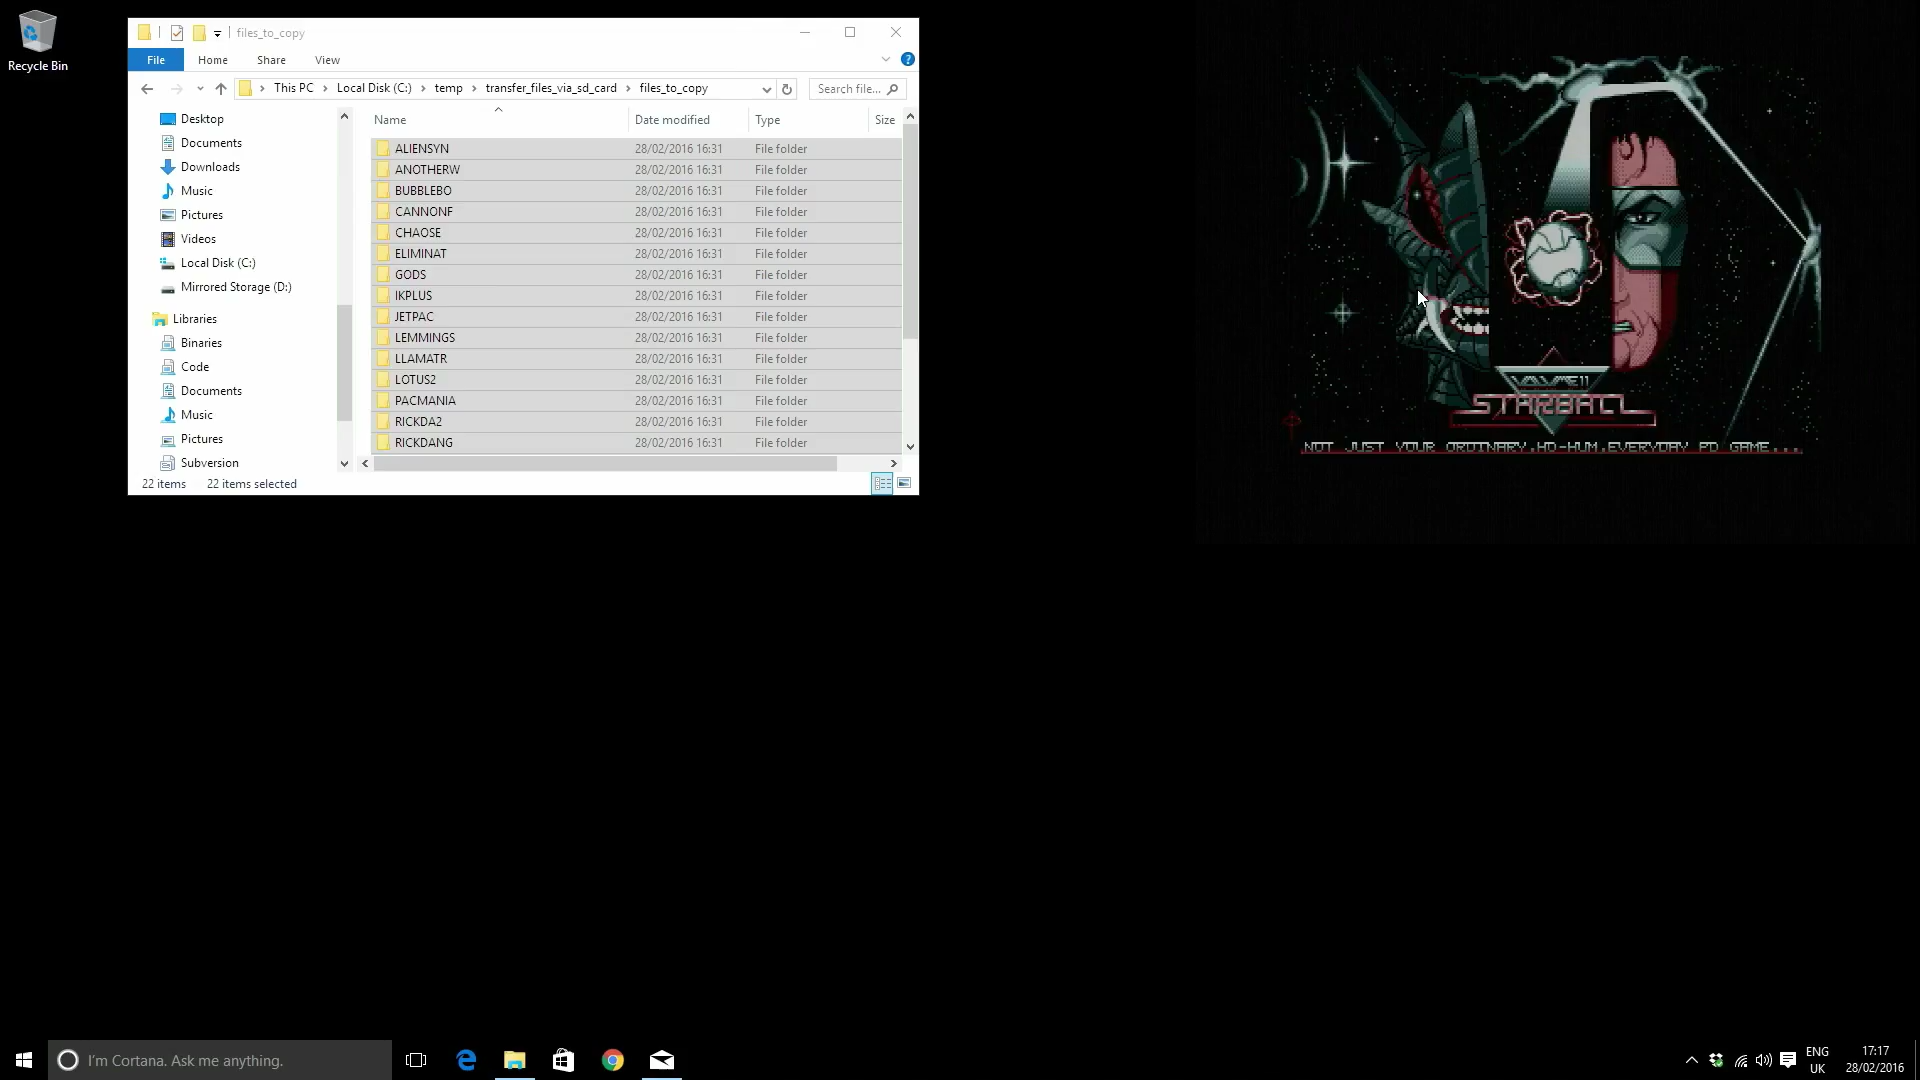 Recycle Bin
files_to_copy
File
Home
Share
View
This PC
Local Disk (C:)
temp
transfer_files_via_sd_card
files_to_copy
Search file...
Desktop
Documents
Downloads
Music
Pictures
Videos
Local Disk (C:)
Mirrored Storage (D:)
Libraries
Binaries
Code
Documents
Music
Pictures
Subversion
Name Date modified Type Size
ALIENSYN 28/02/2016 16:31 File folder
ANOTHERW 28/02/2016 16:31 File folder
BUBBLEBO 28/02/2016 16:31 File folder
CANNONF 28/02/2016 16:31 File folder
CHAOSE 28/02/2016 16:31 File folder
ELIMINAT 28/02/2016 16:31 File folder
GODS 28/02/2016 16:31 File folder
IKPLUS 28/02/2016 16:31 File folder
JETPAC 28/02/2016 16:31 File folder
LEMMINGS 28/02/2016 16:31 File folder
LLAMATR 28/02/2016 16:31 File folder
LOTUS2 28/02/2016 16:31 File folder
PACMANIA 28/02/2016 16:31 File folder
RICKDA2 28/02/2016 16:31 File folder
RICKDANG 28/02/2016 16:31 File folder
22 items 22 items selected
VOLUME 11
STARBALL
NOT JUST YOUR ORDINARY,HO-HUM,EVERYDAY PD GAME....
I'm Cortana. Ask me anything.
ENG
UK
17:17
28/02/2016